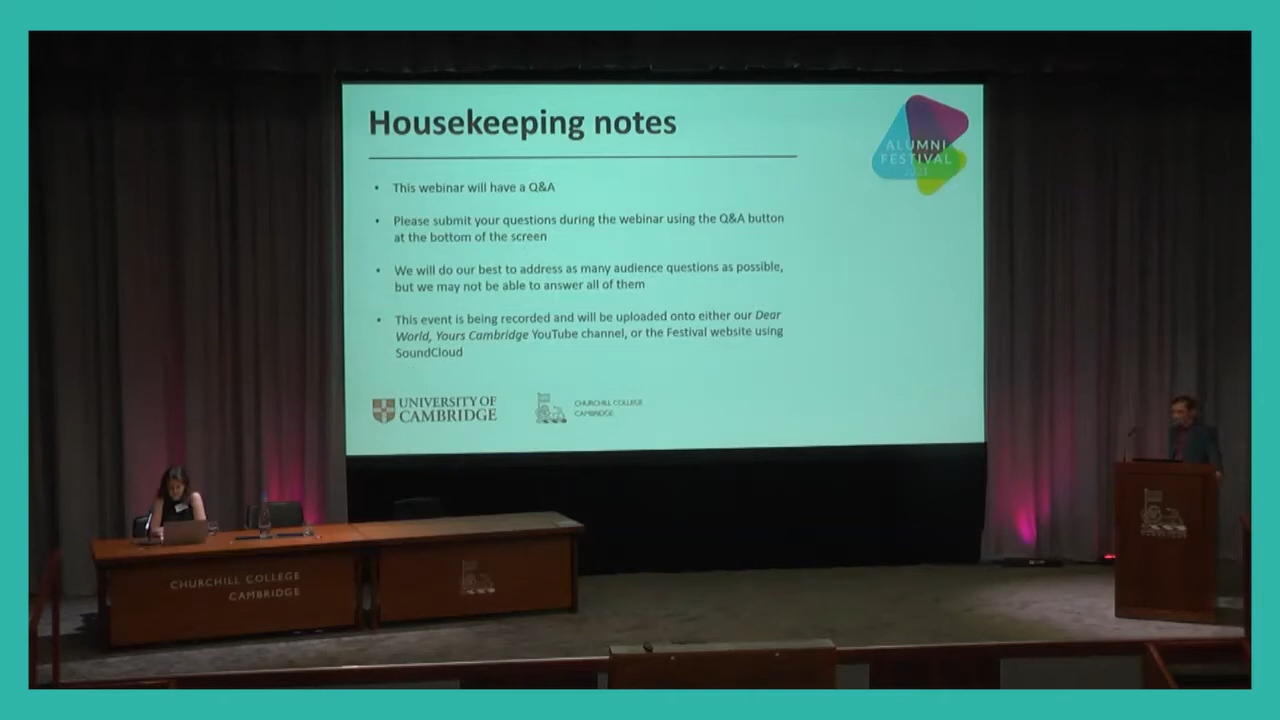 Housekeeping notes
ALUMNI
FESTIVAL
2021
• This webinar will have a Q&A
• Please submit your questions during the webinar using the Q&A button
at the bottom of the screen
• We will do our best to address as many audience questions as possible,
but we may not be able to answer all of them
• This event is being recorded and will be uploaded onto either our Dear
World, Yours Cambridge YouTube channel, or the Festival website using
SoundCloud
UNIVERSITY OF
CAMBRIDGE
CHURCHILL COLLEGE
CAMBRIDGE
CHURCHILL COLLEGE
CAMBRIDGE